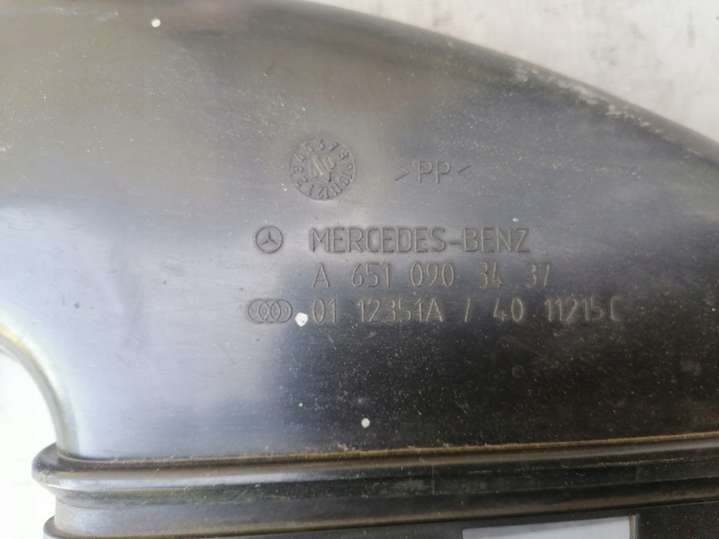 >PP<
MERCEDES-BENZ
A 651 090 34 37
01 12351A / 40 11215C